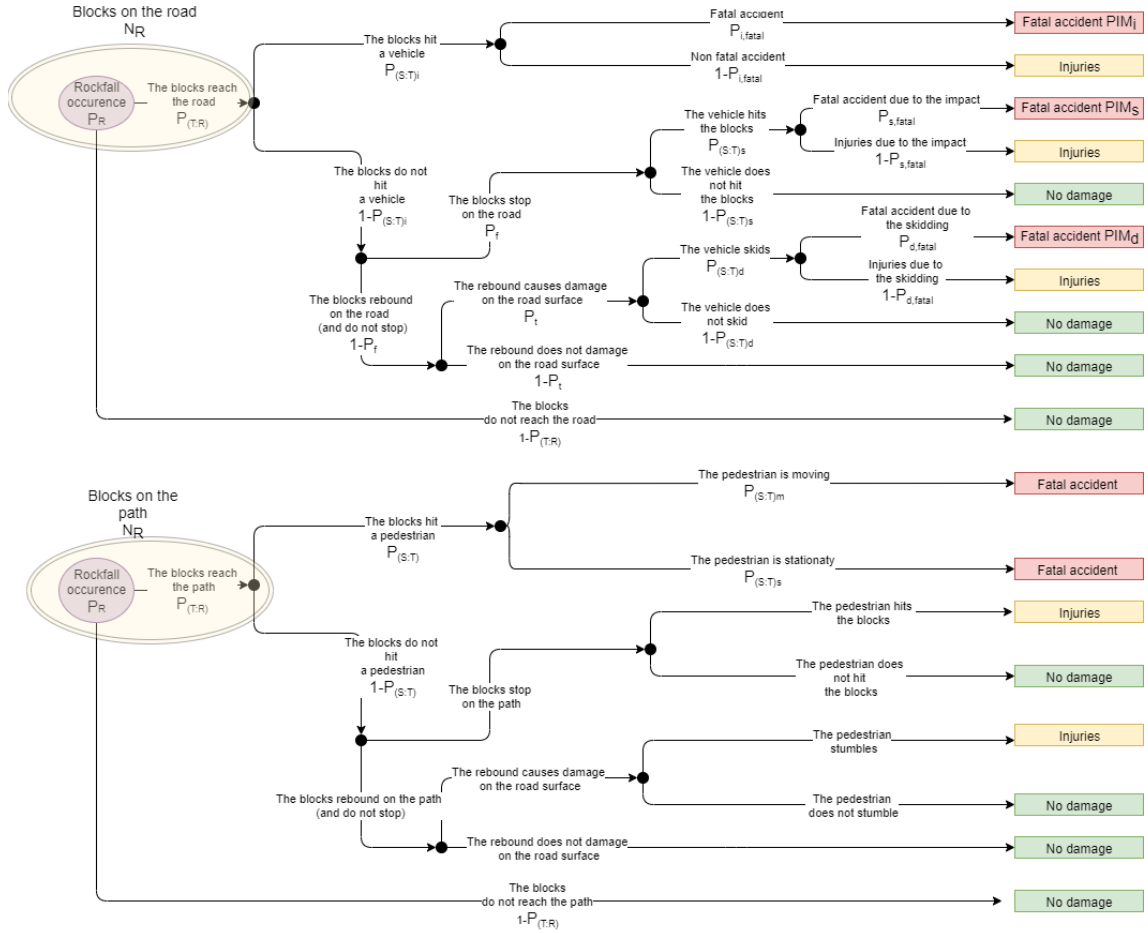 Blocks on the road
NR
Rockfall
occurence
PR
The blocks reach
the road
P(T:R)
The blocks hit
a vehicle
P(S:T)i
Fatal accident
Pi,fatal
Fatal accident PIMi
Non fatal accident
1-Pi,fatal
Injuries
The blocks do not
hit
a vehicle
1-P(S:T)i
The blocks stop
on the road
Pf
The vehicle hits
the blocks
P(S:T)s
Fatal accident due to the impact
Ps,fatal
Fatal accident PIMs
Injuries due to the impact
1-Ps,fatal
Injuries
The vehicle does
not hit
the blocks
1-P(S:T)s
No damage
The blocks rebound
on the road
(and do not stop)
1-Pf
The rebound causes damage
on the road surface
Pt
The vehicle skids
P(S:T)d
Fatal accident due to
the skidding
Pd,fatal
Fatal accident PIMd
Injuries due to
the skidding
1-Pd,fatal
Injuries
The vehicle does
not skid
1-P(S:T)d
No damage
The rebound does not damage
on the road surface
1-Pt
No damage
The blocks
do not reach the road
1-P(T:R)
No damage
Blocks on the
path
NR
Rockfall
occurence
PR
The blocks reach
the path
P(T:R)
The blocks hit
a pedestrian
P(S:T)
The pedestrian is moving
P(S:T)m
Fatal accident
The pedestrian is stationaty
P(S:T)s
Fatal accident
The blocks do not
hit
a pedestrian
1-P(S:T)
The blocks stop
on the path
The pedestrian hits
the blocks
Injuries
The pedestrian does
not hit
the blocks
No damage
The blocks rebound on the path
(and do not stop)
The rebound causes damage
on the road surface
The pedestrian
stumbles
Injuries
The pedestrian
does not stumble
No damage
The rebound does not damage
on the road surface
No damage
The blocks
do not reach the path
1-P(T:R)
No damage